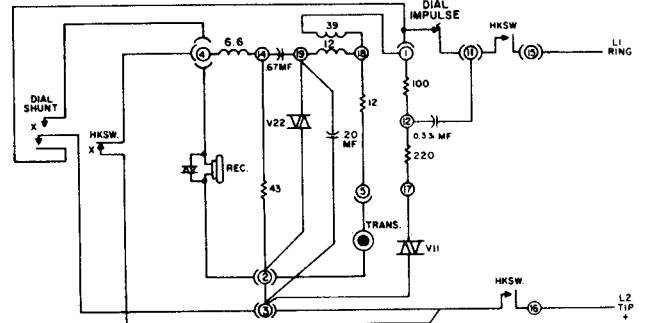 DIAL
IMPULSE
HKSW
39
12
6.6
4
14
.67MF
19
18
1
11
15
L1
RING
100
12
12
0.33 MF
V22
20
MF
220
DIAL
SHUNT
X
HKSW.
X
REC.
43
5
17
TRANS.
V11
2
3
HKSW.
16
L2
TIP
+